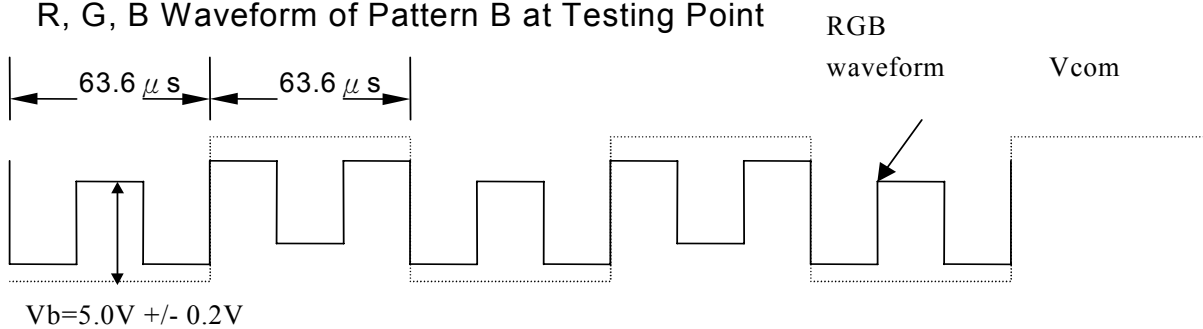 R, G, B Waveform of Pattern B at Testing Point
RGB
waveform
Vcom
63.6 μ s
63.6 μ s
Vb=5.0V +/- 0.2V